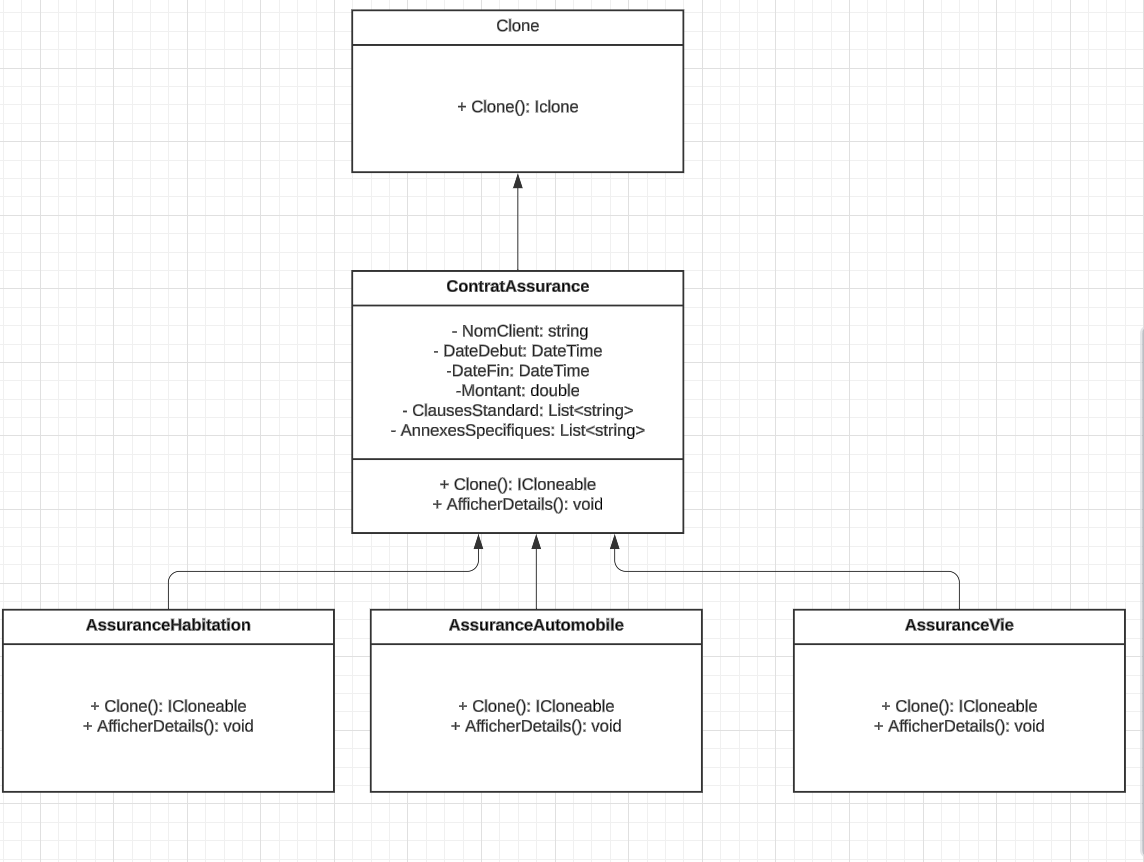 Clone
+ Clone(): Iclone
ContratAssurance
- NomClient: string
- DateDebut: DateTime
-DateFin: DateTime
-Montant: double
- ClausesStandard: List<string>
- AnnexesSpecifiques: List<string>
+ Clone(): ICloneable
+ AfficherDetails(): void
AssuranceHabitation
+ Clone(): ICloneable
+ AfficherDetails(): void
AssuranceAutomobile
+ Clone(): ICloneable
+ AfficherDetails(): void
AssuranceVie
+ Clone(): ICloneable
+ AfficherDetails(): void